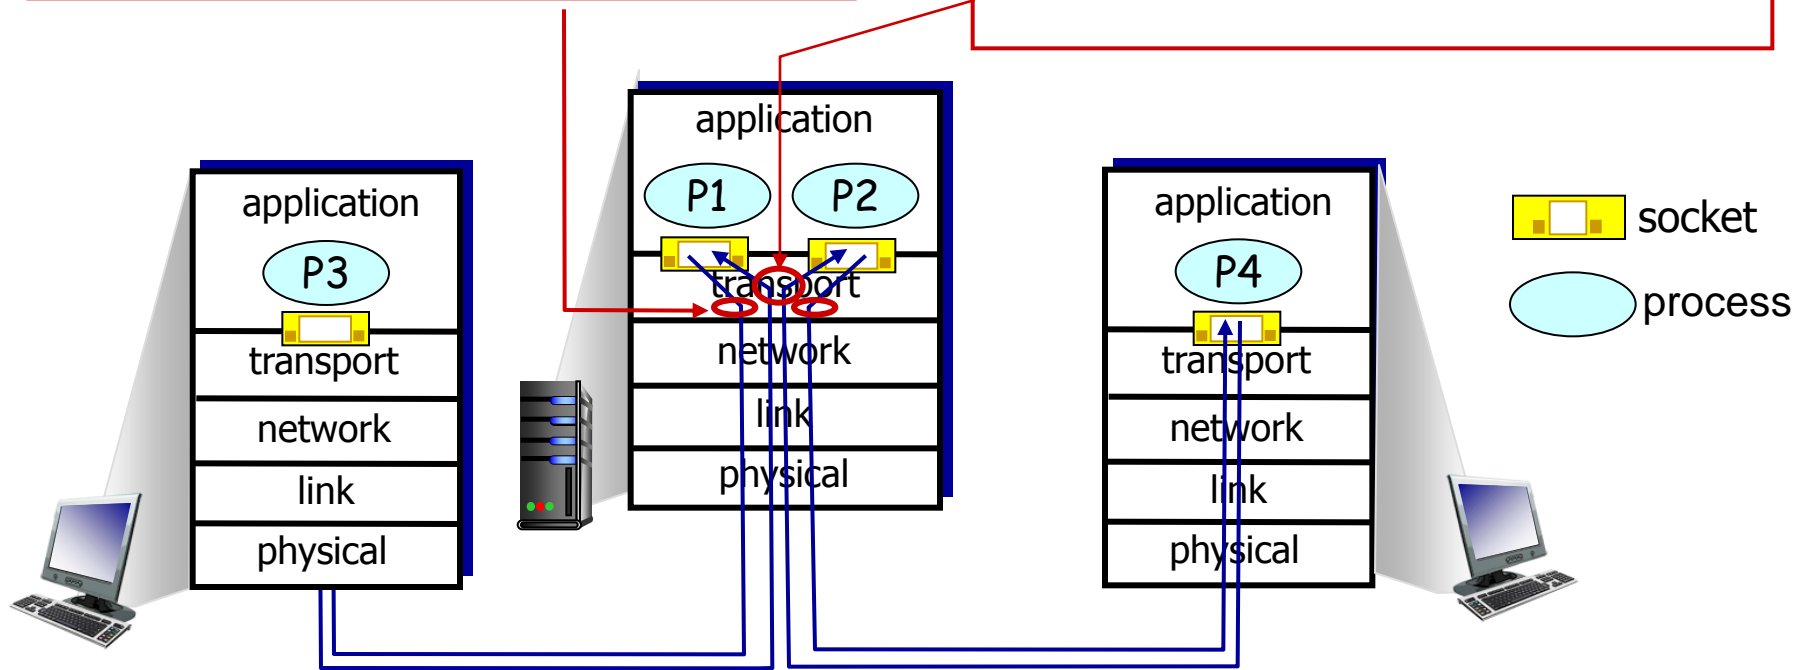 application
P1
P2
transport
network
link
physical
application
P3
transport
network
link
physical
application
P4
transport
network
link
physical
socket
process